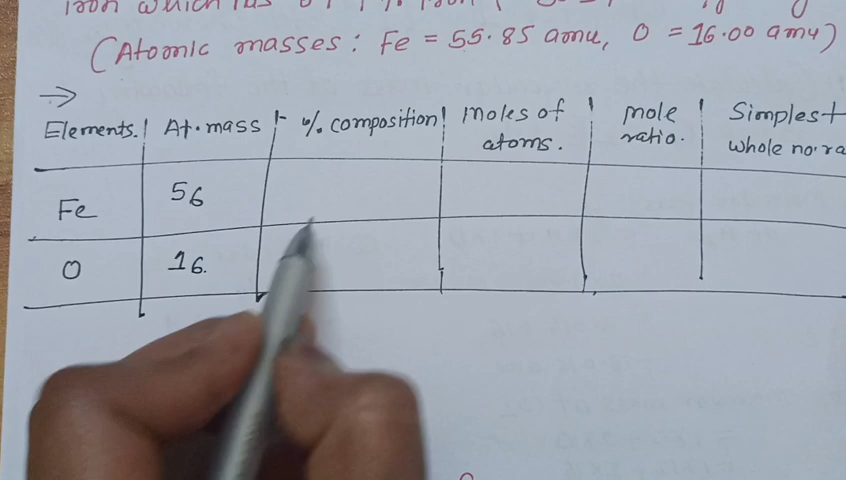 (Atomic masses: Fe = 55.85 amu, O = 16.00 amu)
→
Elements. At.mass % composition moles of atoms. mole ratio. Simplest whole no.ra
Fe 56
O 16.